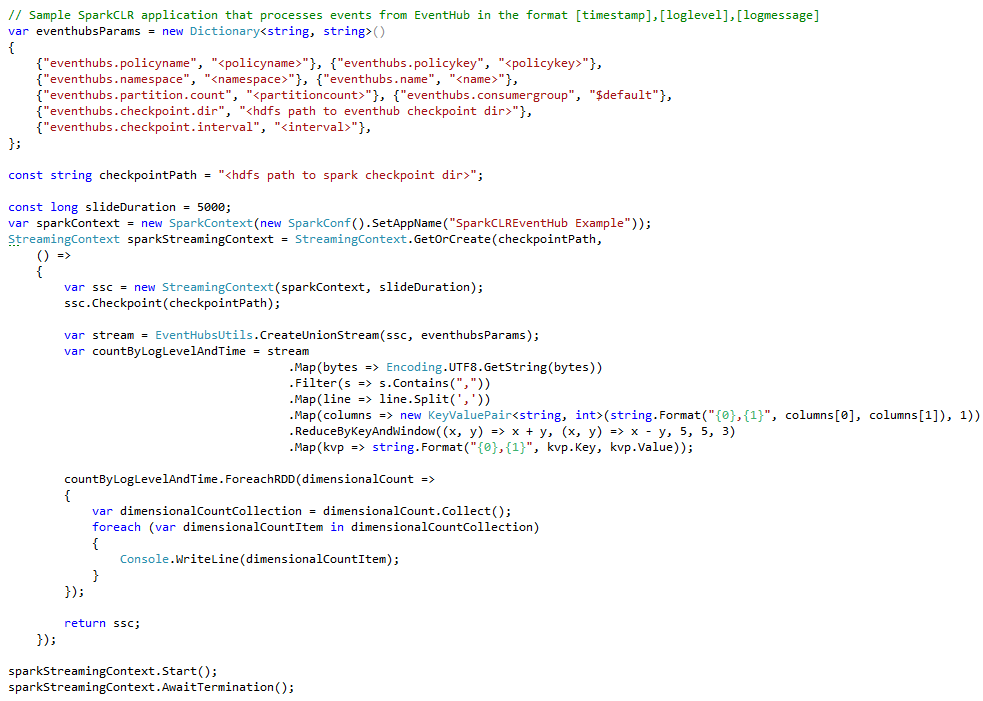 // Sample SparkCLR application that processes events from EventHub in the format [timestamp],[loglevel],[logmessage]
var eventhubsParams = new Dictionary<string, string>()
{
    {"eventhubs.policyname", "<policyname>"}, {"eventhubs.policykey", "<policykey>"},
    {"eventhubs.namespace", "<namespace>"}, {"eventhubs.name", "<name>"},
    {"eventhubs.partition.count", "<partitioncount>"}, {"eventhubs.consumergroup", "$default"},
    {"eventhubs.checkpoint.dir", "<hdfs path to eventhub checkpoint dir>"},
    {"eventhubs.checkpoint.interval", "<interval>"},
};

const string checkpointPath = "<hdfs path to spark checkpoint dir>";

const long slideDuration = 5000;
var sparkContext = new SparkContext(new SparkConf().SetAppName("SparkCLREventHub Example"));
StreamingContext sparkStreamingContext = StreamingContext.GetOrCreate(checkpointPath,
    () =>
    {
        var ssc = new StreamingContext(sparkContext, slideDuration);
        ssc.Checkpoint(checkpointPath);

        var stream = EventHubsUtils.CreateUnionStream(ssc, eventhubsParams);
        var countByLogLevelAndTime = stream
                                        .Map(bytes => Encoding.UTF8.GetString(bytes))
                                        .Filter(s => s.Contains(","))
                                        .Map(line => line.Split(','))
                                        .Map(columns => new KeyValuePair<string, int>(string.Format("{0},{1}", columns[0], columns[1]), 1))
                                        .ReduceByKeyAndWindow((x, y) => x + y, (x, y) => x - y, 5, 5, 3)
                                        .Map(kvp => string.Format("{0},{1}", kvp.Key, kvp.Value));

        countByLogLevelAndTime.ForeachRDD(dimensionalCount =>
        {
            var dimensionalCountCollection = dimensionalCount.Collect();
            foreach (var dimensionalCountItem in dimensionalCountCollection)
            {
                Console.WriteLine(dimensionalCountItem);
            }
        });

        return ssc;
    });

sparkStreamingContext.Start();
sparkStreamingContext.AwaitTermination();